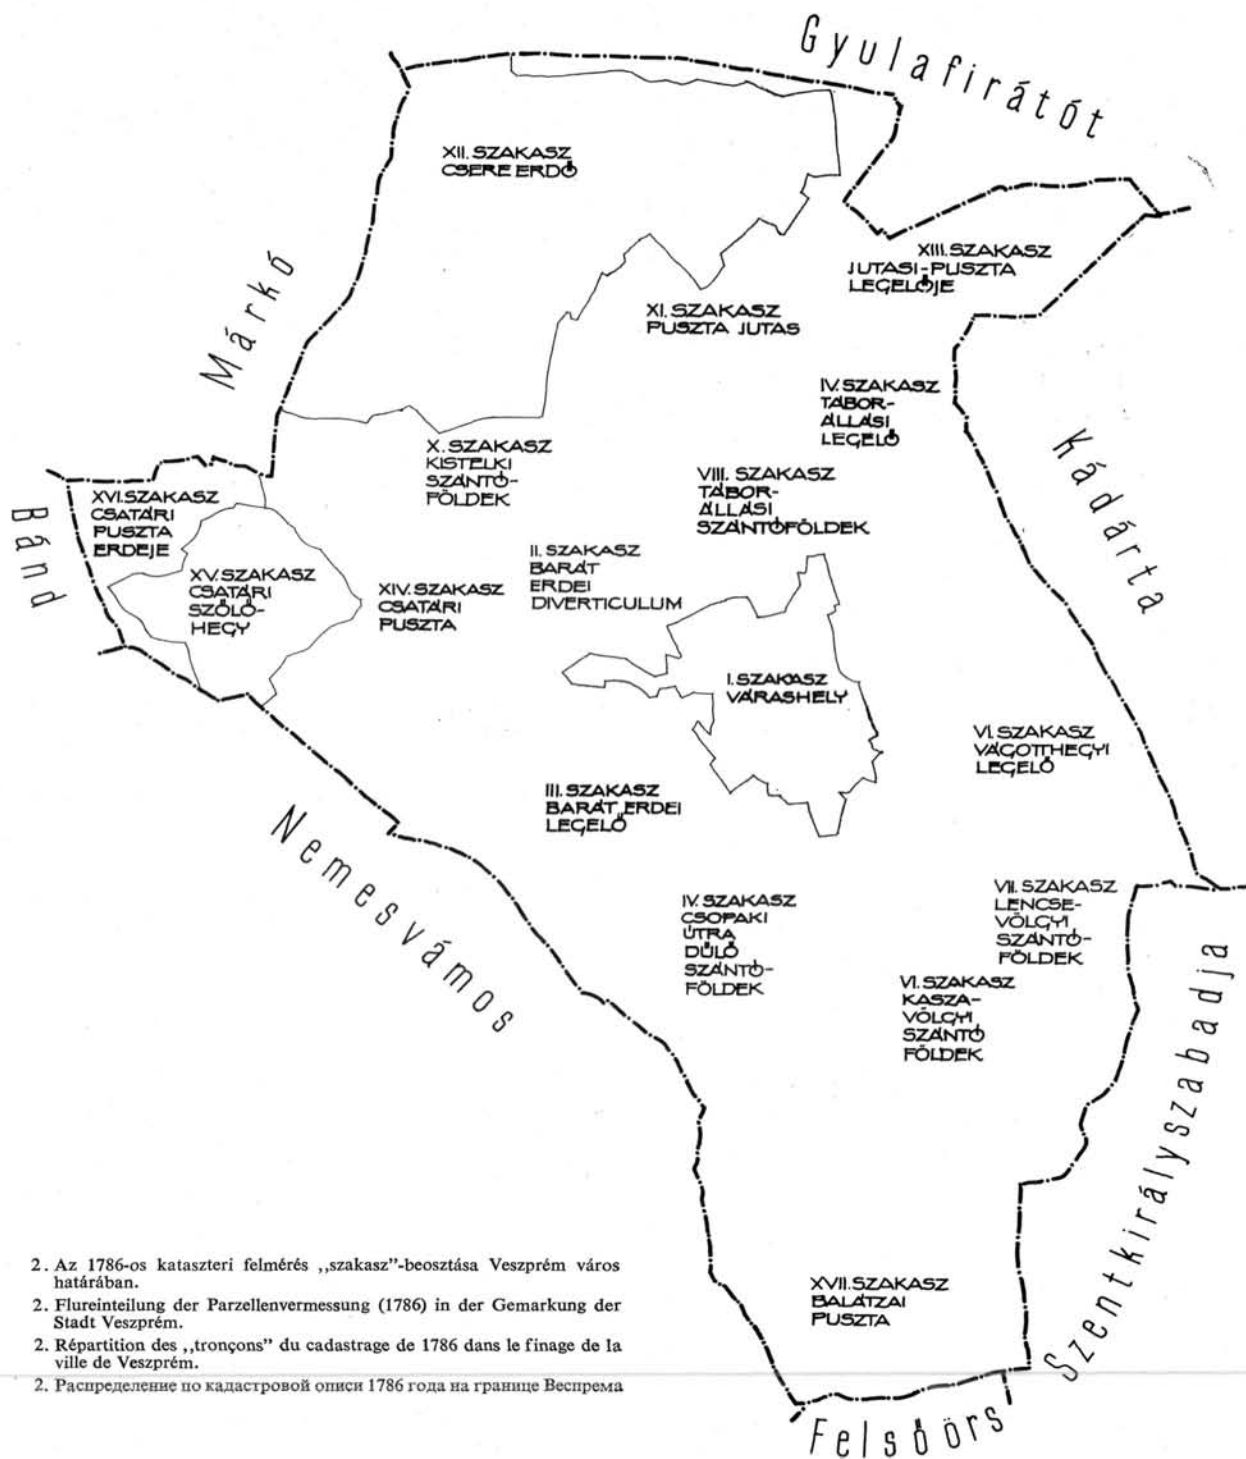 Gyulafirátót
XII. SZAKASZ
CSERE ERDŐ
Márkó
XIII. SZAKASZ
JUTASI-PUSZTA
LEGELŐJE
XI. SZAKASZ
PUSZTA JUTAS
IV. SZAKASZ
TÁBOR-
ÁLLÁSI
LEGELŐ
Kádárta
X. SZAKASZ
KISTELKI
SZÁNTÓ-
FÖLDEK
VIII. SZAKASZ
TÁBOR-
ÁLLÁSI
SZÁNTÓFÖLDEK
Bánd
XVI. SZAKASZ
CSATÁRI
PUSZTA
ERDEJE
XV. SZAKASZ
CSATÁRI
SZŐLŐ-
HEGY
XIV. SZAKASZ
CSATÁRI
PUSZTA
II. SZAKASZ
BARÁT
ERDEI
DIVERTICULUM
I. SZAKASZ
VÁRASHELY
VI. SZAKASZ
VÁGOTTHEGYI
LEGELŐ
III. SZAKASZ
BARÁT ERDEI
LEGELŐ
Nemesvámos
IV. SZAKASZ
CSOPAKI
ÚTRA
DŰLŐ
SZÁNTÓ-
FÖLDEK
VII. SZAKASZ
LENCSE-
VÖLGYI
SZÁNTÓ-
FÖLDEK
VI. SZAKASZ
KASZA-
VÖLGYI
SZÁNTÓ
FÖLDEK
Szentkirályszabadja
XVII. SZAKASZ
BALÁTZAI
PUSZTA
Felsőörs
2. Az 1786-os kataszteri felmérés „szakasz”-beosztása Veszprém város
határában.
2. Flureinteilung der Parzellenvermessung (1786) in der Gemarkung der
Stadt Veszprém.
2. Répartition des „tronçons” du cadastrage de 1786 dans le finage de la
ville de Veszprém.
2. Распределение по кадастровой описи 1786 года на границе Веспрема